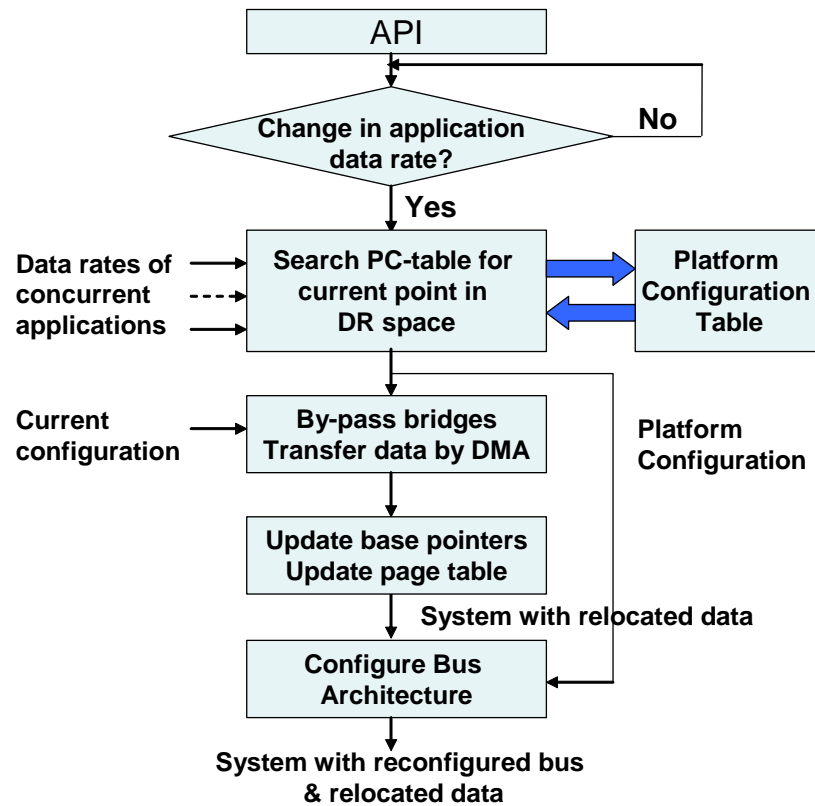 API
Change in application
data rate?
No
Yes
Data rates of
concurrent
applications
Search PC-table for
current point in
DR space
Platform
Configuration
Table
Current
configuration
By-pass bridges
Transfer data by DMA
Platform
Configuration
Update base pointers
Update page table
System with relocated data
Configure Bus
Architecture
System with reconfigured bus
& relocated data